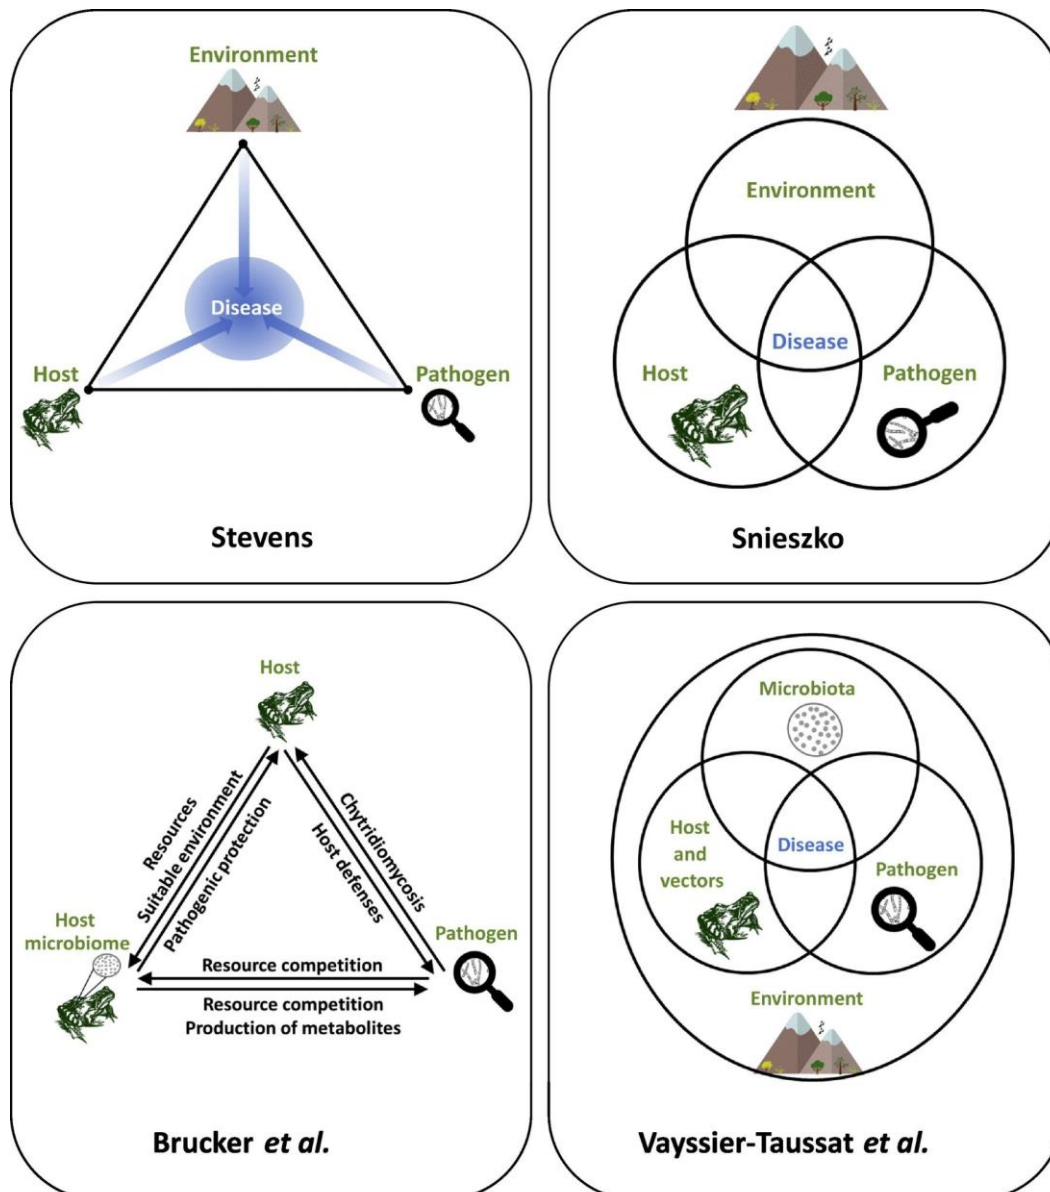 Environment
Disease
Host
Pathogen
Stevens
Environment
Disease
Host
Pathogen
Snieszko
Host
Resources
Suitable environment
Pathogenic protection
Chytridiomycosis
Host defenses
Host
microbiome
Pathogen
Resource competition
Resource competition
Production of metabolites
Brucker et al.
Microbiota
Host
and
vectors
Disease
Pathogen
Environment
Vayssier-Taussat et al.